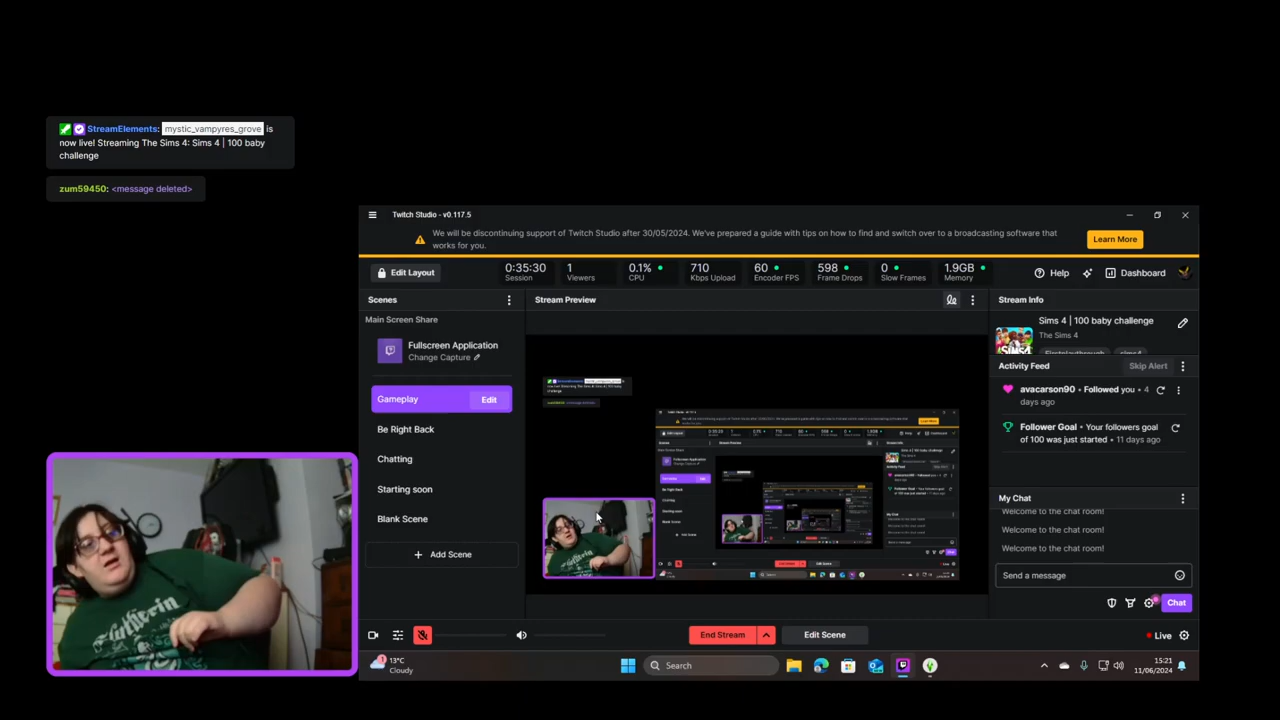 StreamElements: mystic_vampyres_grove is
now live! Streaming The Sims 4: Sims 4 | 100 baby
challenge
zum59450: <message deleted>
Twitch Studio - v0.117.5
We will be discontinuing support of Twitch Studio after 30/05/2024. We've prepared a guide with tips on how to find and switch over to a broadcasting software that
works for you.
Learn More
Edit Layout
0:35:30
Session
1
Viewers
0.1%
CPU
710
Kbps Upload
60
Encoder FPS
598
Frame Drops
0
Slow Frames
1.9GB
Memory
Help
Dashboard
Scenes
Stream Preview
Stream Info
Main Screen Share
Fullscreen Application
Change Capture
Sims 4 | 100 baby challenge
The Sims 4
Activity Feed
Skip Alert
Gameplay
Edit
avacarson90 • Followed you • 4
days ago
Be Right Back
Follower Goal • Your followers goal
of 100 was just started • 11 days ago
Chatting
Starting soon
Blank Scene
My Chat
Welcome to the chat room!
Welcome to the chat room!
Welcome to the chat room!
Add Scene
Send a message
Chat
End Stream
Edit Scene
Live
13°C
Cloudy
Search
15:21
11/06/2024